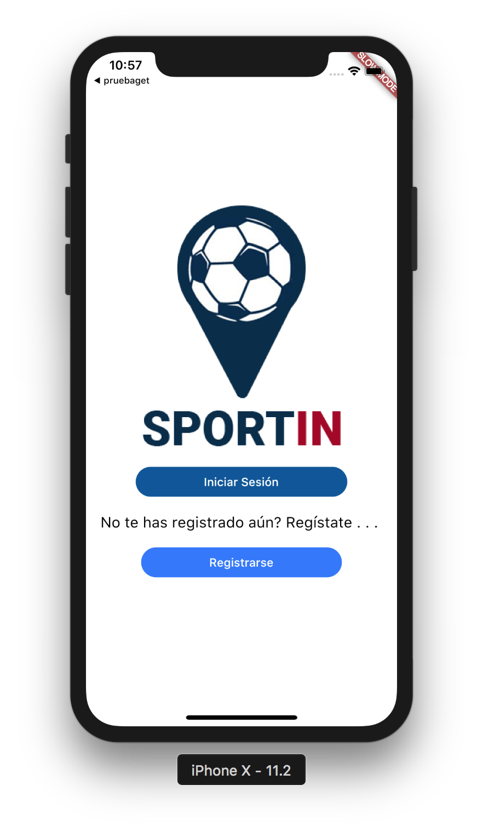 10:57
◀ pruebaget
SLOW MODE
SPORTIN
Iniciar Sesión
No te has registrado aún? Regístate . . .
Registrarse
iPhone X - 11.2